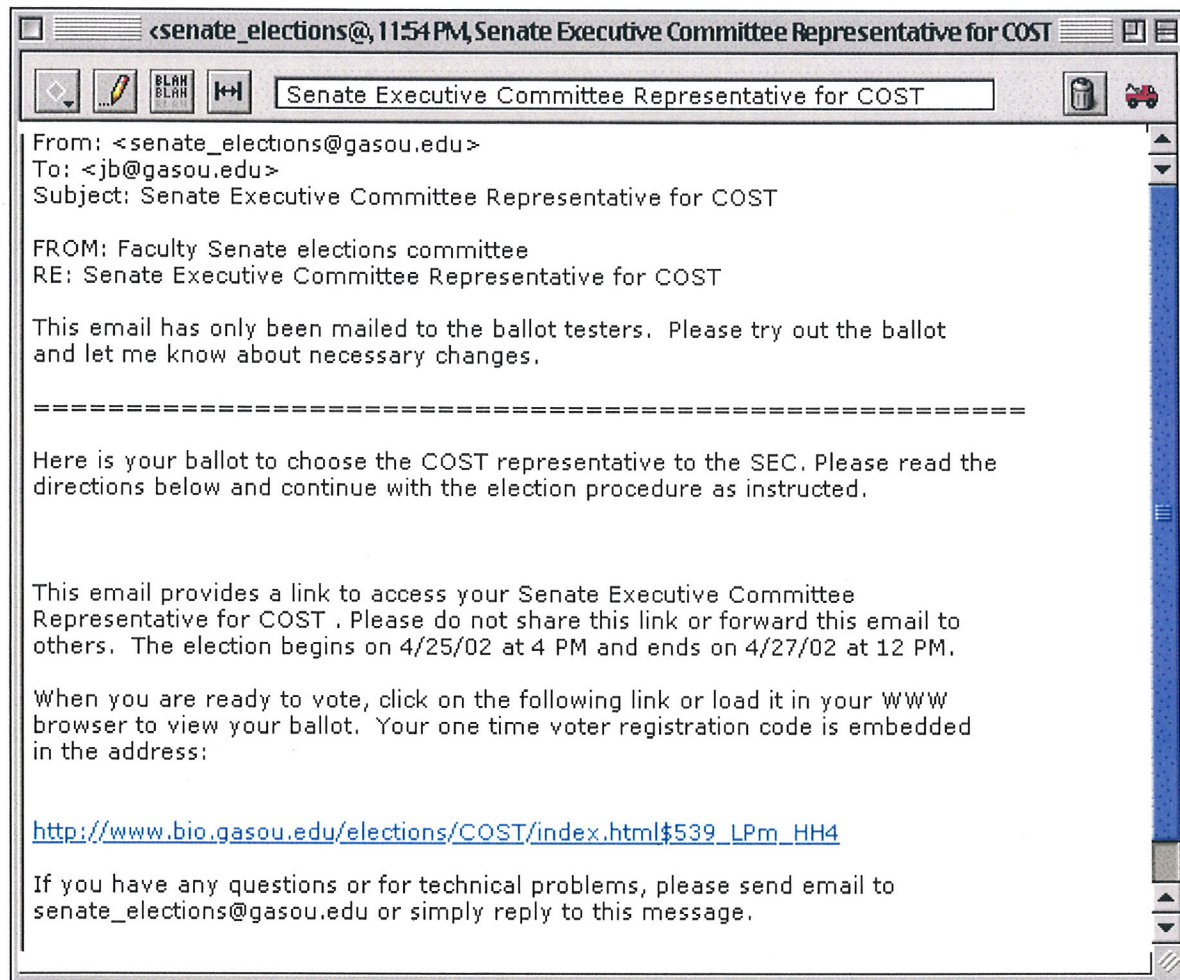 <senate_elections@, 11:54 PM, Senate Executive Committee Representative for COST
BLAH
BLAH
Senate Executive Committee Representative for COST
From: <senate_elections@gasou.edu>
To: <jb@gasou.edu>
Subject: Senate Executive Committee Representative for COST
FROM: Faculty Senate elections committee
RE: Senate Executive Committee Representative for COST
This email has only been mailed to the ballot testers.  Please try out the ballot
and let me know about necessary changes.
======================================================
Here is your ballot to choose the COST representative to the SEC. Please read the
directions below and continue with the election procedure as instructed.
This email provides a link to access your Senate Executive Committee
Representative for COST . Please do not share this link or forward this email to
others.  The election begins on 4/25/02 at 4 PM and ends on 4/27/02 at 12 PM.
When you are ready to vote, click on the following link or load it in your WWW
browser to view your ballot.  Your one time voter registration code is embedded
in the address:
http://www.bio.gasou.edu/elections/COST/index.html$539_LPm_HH4
If you have any questions or for technical problems, please send email to
senate_elections@gasou.edu or simply reply to this message.